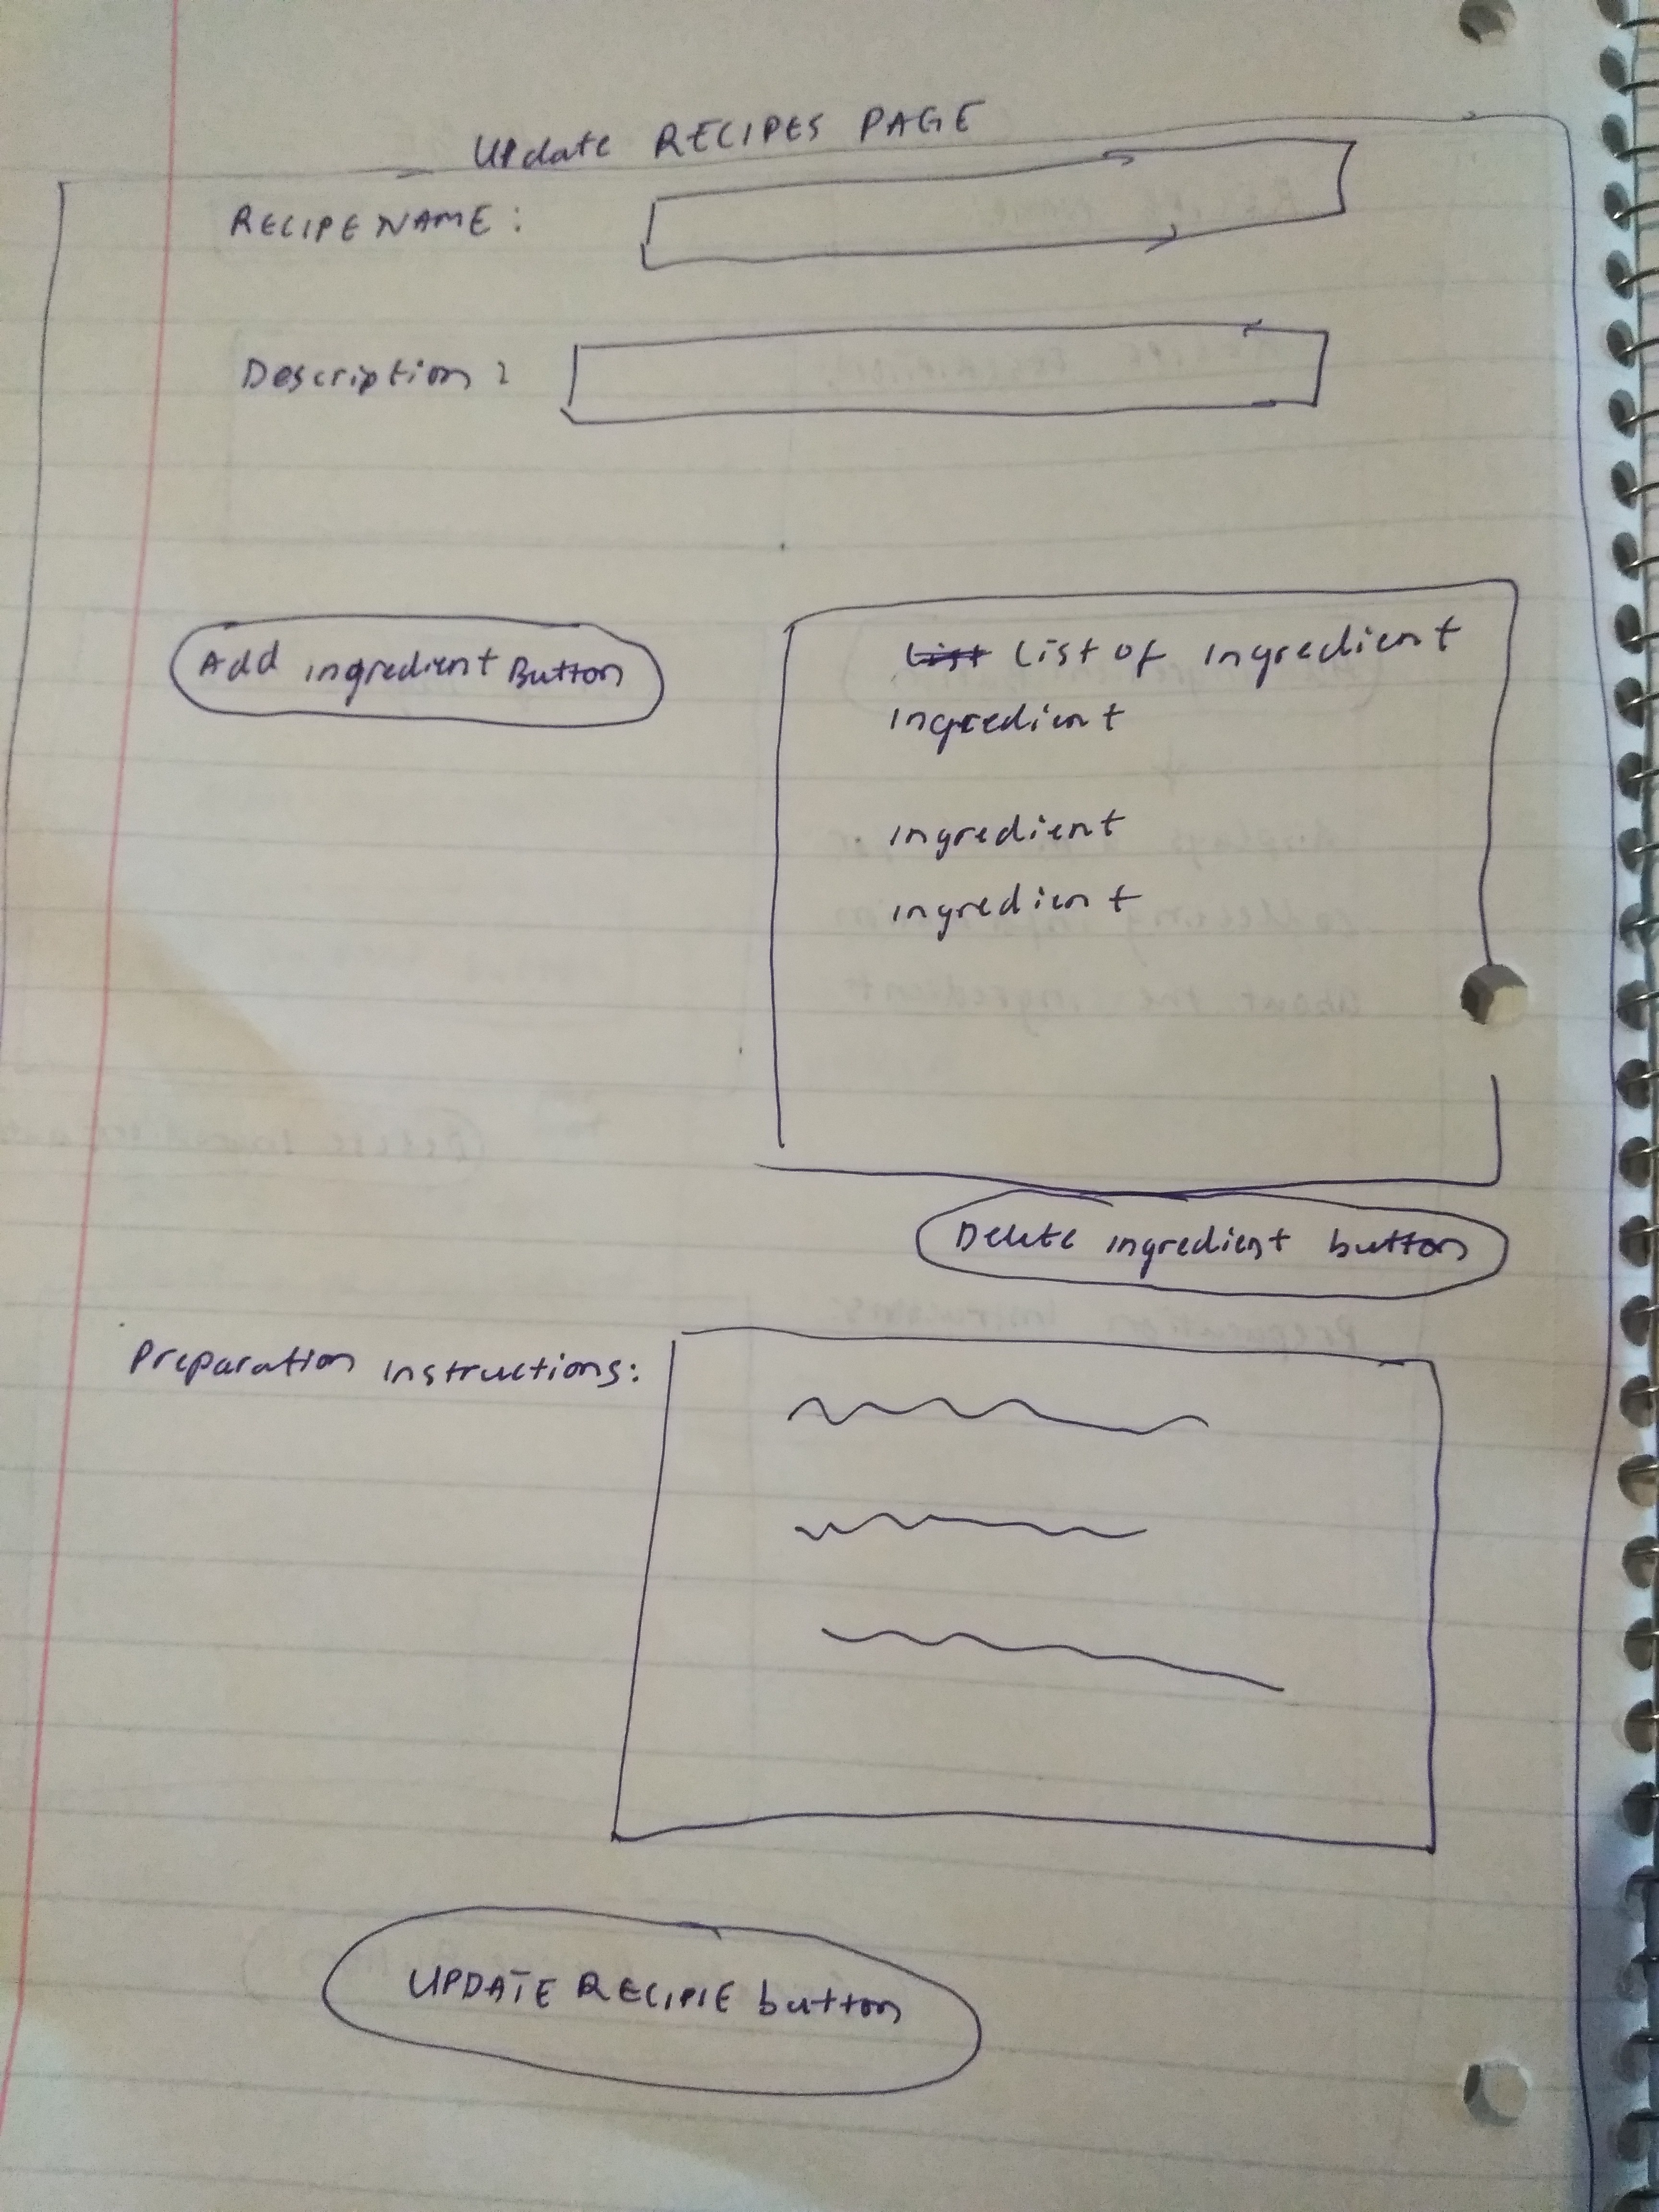 Update RECIPES PAGE
RECIPE NAME :
Description :
Add ingredient Button
List List of ingredient
ingredient
ingredient
ingredient
Delete ingredient button
Preparation instructions:
UPDATE RECIPIE button